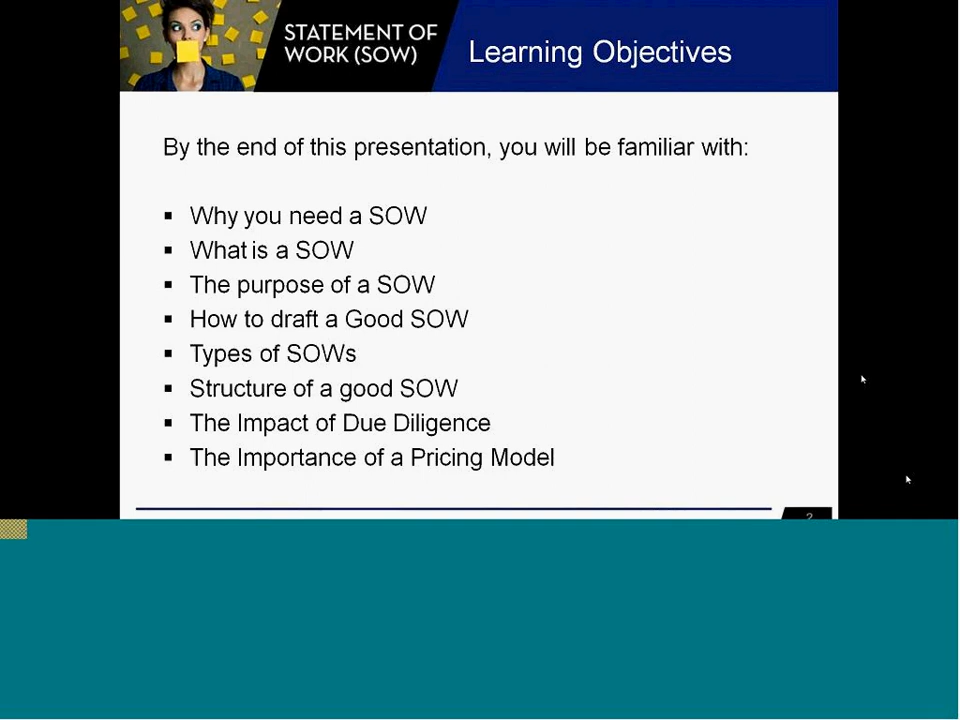 STATEMENT OF
WORK (SOW)
Learning Objectives
By the end of this presentation, you will be familiar with:
▪ Why you need a SOW
▪ What is a SOW
▪ The purpose of a SOW
▪ How to draft a Good SOW
▪ Types of SOWs
▪ Structure of a good SOW
▪ The Impact of Due Diligence
▪ The Importance of a Pricing Model
2